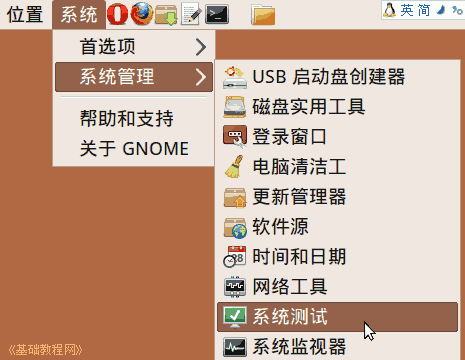 位置 系统 英 简
首选项
系统管理
帮助和支持
关于 GNOME
USB 启动盘创建器
磁盘实用工具
登录窗口
电脑清洁工
更新管理器
软件源
时间和日期
28
网络工具
系统测试
系统监视器
《基础教程网》